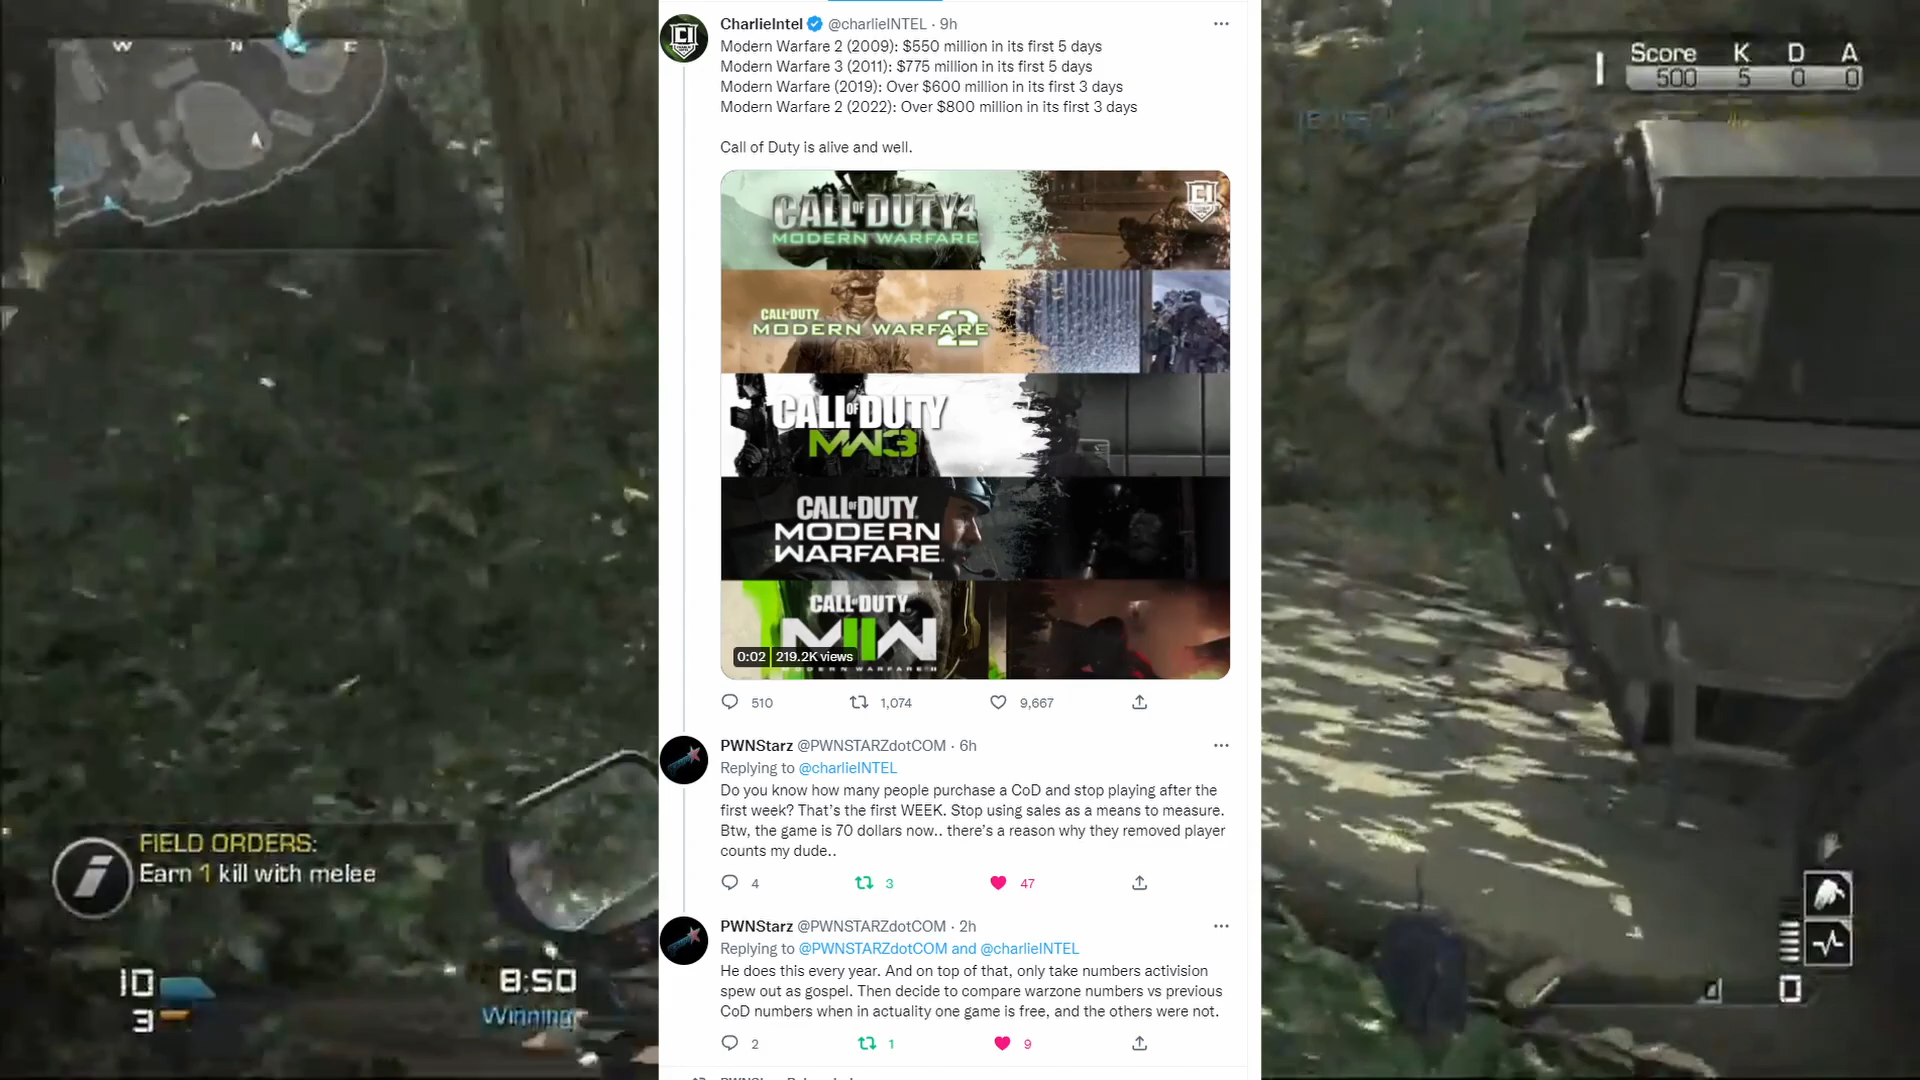 W N E
Score K D A
500 5 0 0
CharlieIntel @charlieINTEL · 9h
Modern Warfare 2 (2009): $550 million in its first 5 days
Modern Warfare 3 (2011): $775 million in its first 5 days
Modern Warfare (2019): Over $600 million in its first 3 days
Modern Warfare 2 (2022): Over $800 million in its first 3 days
Call of Duty is alive and well.
CI
CALL OF DUTY 4
MODERN WARFARE
CI
CALL OF DUTY
MODERN WARFARE 2
CALL OF DUTY
MW3
CALL OF DUTY
MODERN
WARFARE
CALL OF DUTY
MIIW
MODERN WARFARE II
0:02 219.2K views
510 1,074 9,667
PWNStarz @PWNSTARZdotCOM · 6h
Replying to @charlieINTEL
Do you know how many people purchase a CoD and stop playing after the
first week? That's the first WEEK. Stop using sales as a means to measure.
Btw, the game is 70 dollars now.. there's a reason why they removed player
counts my dude..
4 3 47
PWNStarz @PWNSTARZdotCOM · 2h
Replying to @PWNSTARZdotCOM and @charlieINTEL
He does this every year. And on top of that, only take numbers activision
spew out as gospel. Then decide to compare warzone numbers vs previous
CoD numbers when in actuality one game is free, and the others were not.
2 1 9
FIELD ORDERS:
Earn 1 kill with melee
10
3
8:50
Winning
0